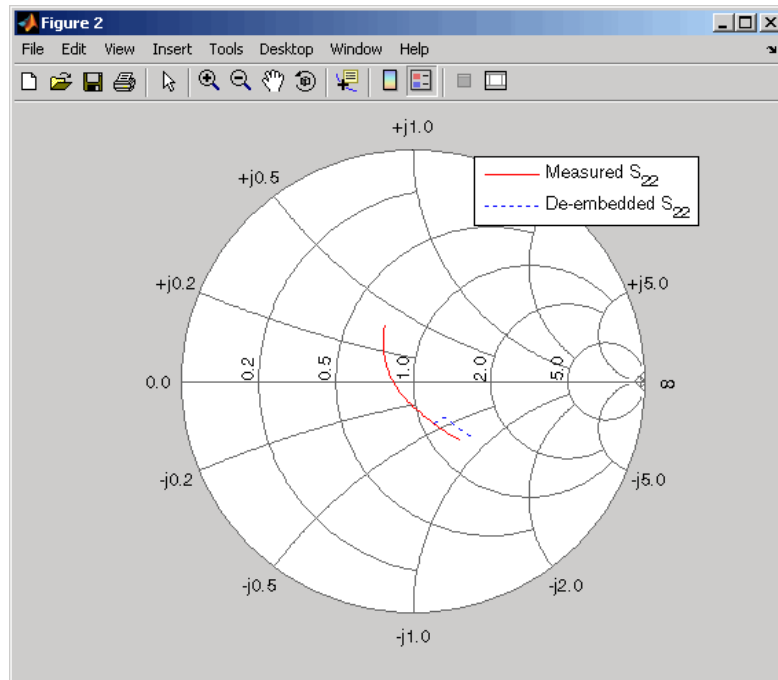 Figure 2
File Edit View Insert Tools Desktop Window Help
+j1.0
Measured S22
De-embedded S22
+j0.5
+j0.2
+j5.0
0.0
0.2
0.5
1.0
2.0
5.0
∞
-j0.2
-j5.0
-j0.5
-j2.0
-j1.0